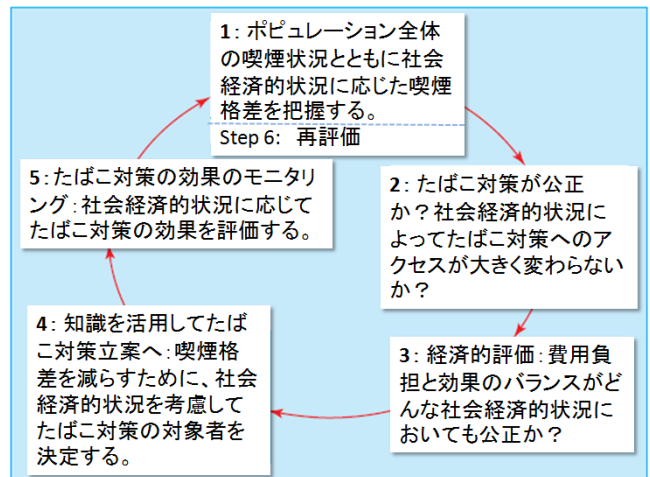 1：ポピュレーション全体
の喫煙状況とともに社会
経済的状況に応じた喫煙
格差を把握する。
Step 6:　再評価
2：たばこ対策が公正
か？社会経済的状況に
よってたばこ対策へのア
クセスが大きく変わらない
か？
3：経済的評価：費用負
担と効果のバランスがど
んな社会経済的状況に
おいても公正か？
4：知識を活用してたば
こ対策立案へ：喫煙格
差を減らすために、社会
経済的状況を考慮して
たばこ対策の対象者を
決定する。
5：たばこ対策の効果のモニタリ
ング：社会経済的状況に応じて
たばこ対策の効果を評価する。